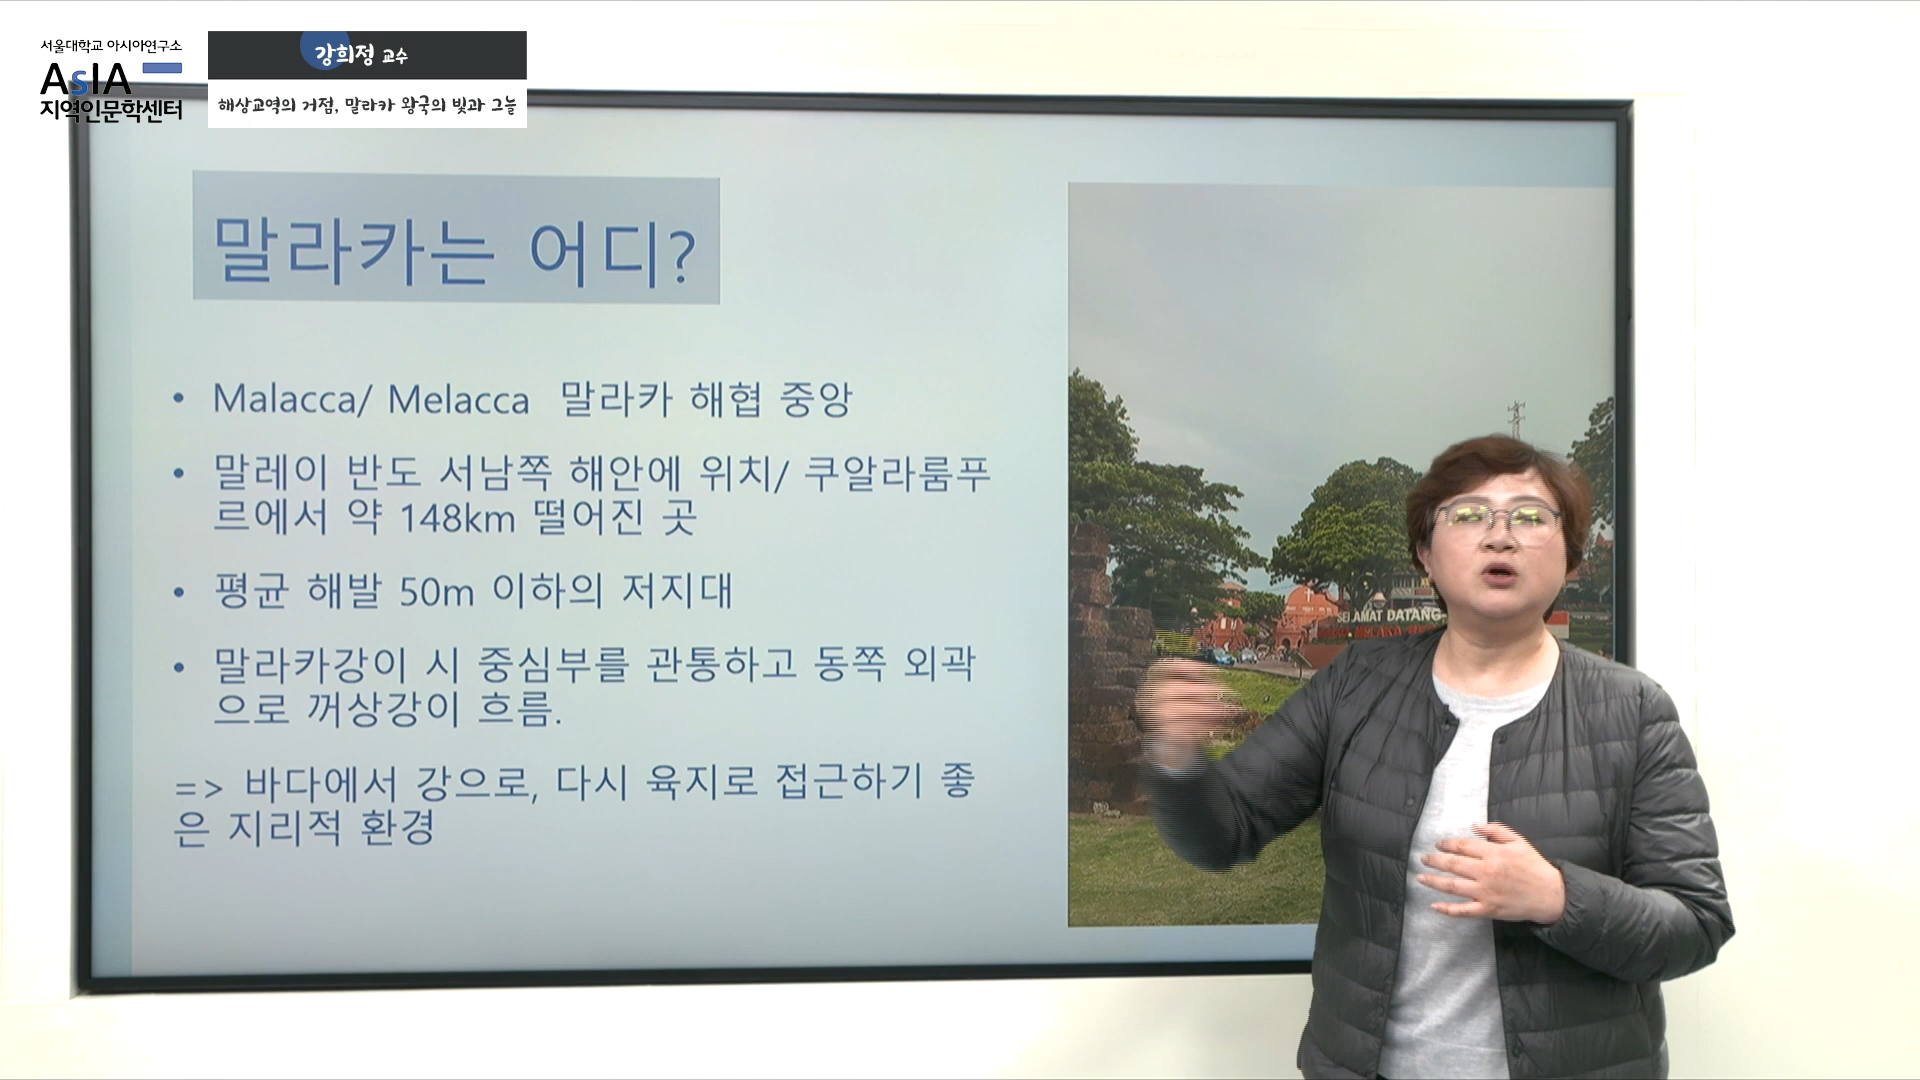 서울대학교 아시아연구소
AsIA
지역인문학센터
강희정 교수
해상교역의 거점, 말라카 왕국의 빛과 그늘
말라카는 어디?
• Malacca/ Melacca 말라카 해협 중앙
• 말레이 반도 서남쪽 해안에 위치/ 쿠알라룸푸
르에서 약 148km 떨어진 곳
• 평균 해발 50m 이하의 저지대
• 말라카강이 시 중심부를 관통하고 동쪽 외곽
으로 꺼상강이 흐름.
=> 바다에서 강으로, 다시 육지로 접근하기 좋
은 지리적 환경
SELAMAT DATANG